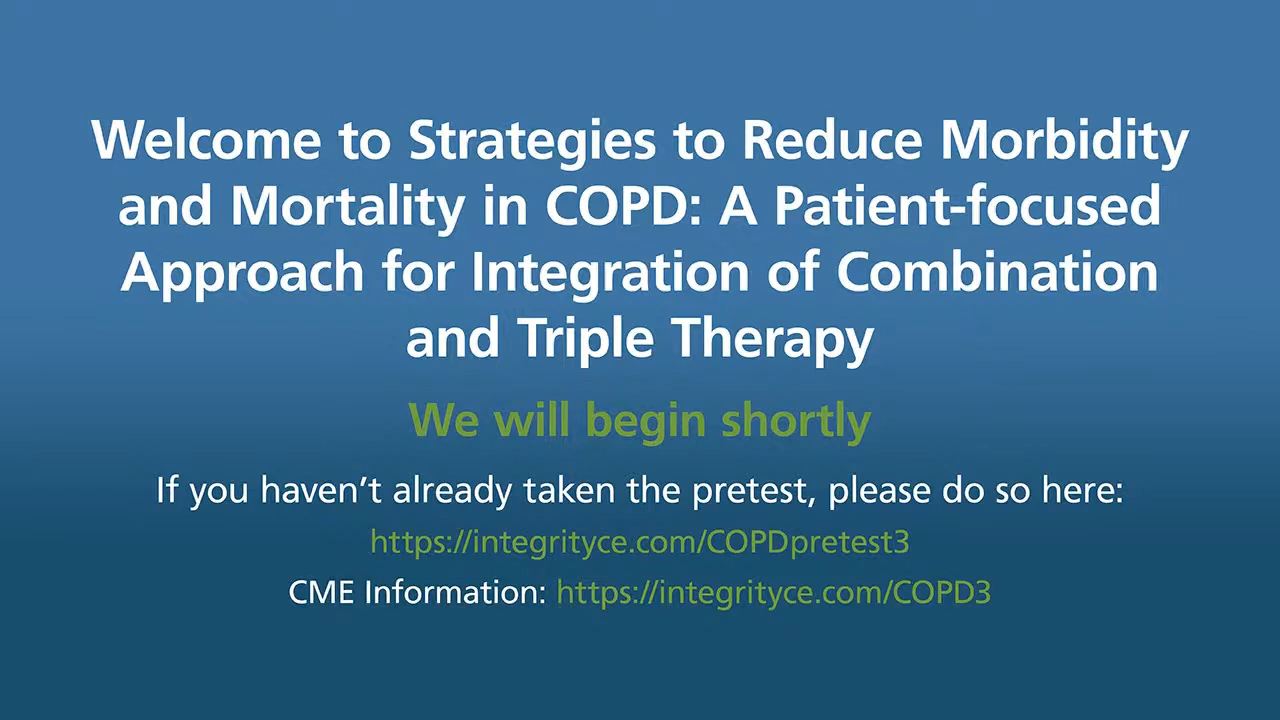 Welcome to Strategies to Reduce Morbidity
and Mortality in COPD: A Patient-focused
Approach for Integration of Combination
and Triple Therapy
We will begin shortly
If you haven’t already taken the pretest, please do so here:
https://integrityce.com/COPDpretest3
CME Information: https://integrityce.com/COPD3